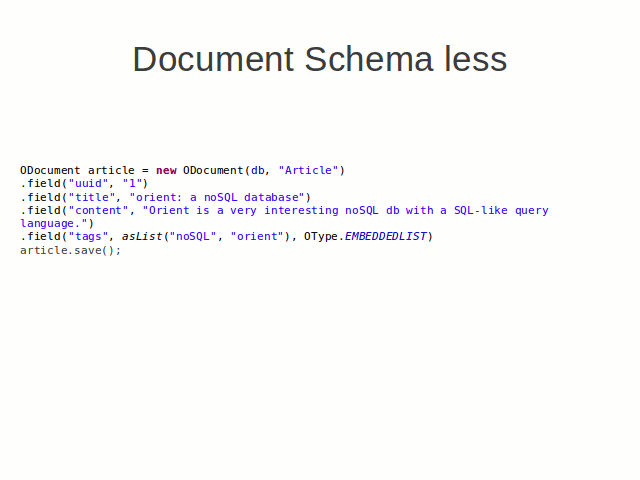 Document Schema less
ODocument article = new ODocument(db, "Article")
.field("uuid", "1")
.field("title", "orient: a noSQL database")
.field("content", "Orient is a very interesting noSQL db with a SQL-like query
language.")
.field("tags", asList("noSQL", "orient"), OType.EMBEDDEDLIST)
article.save();